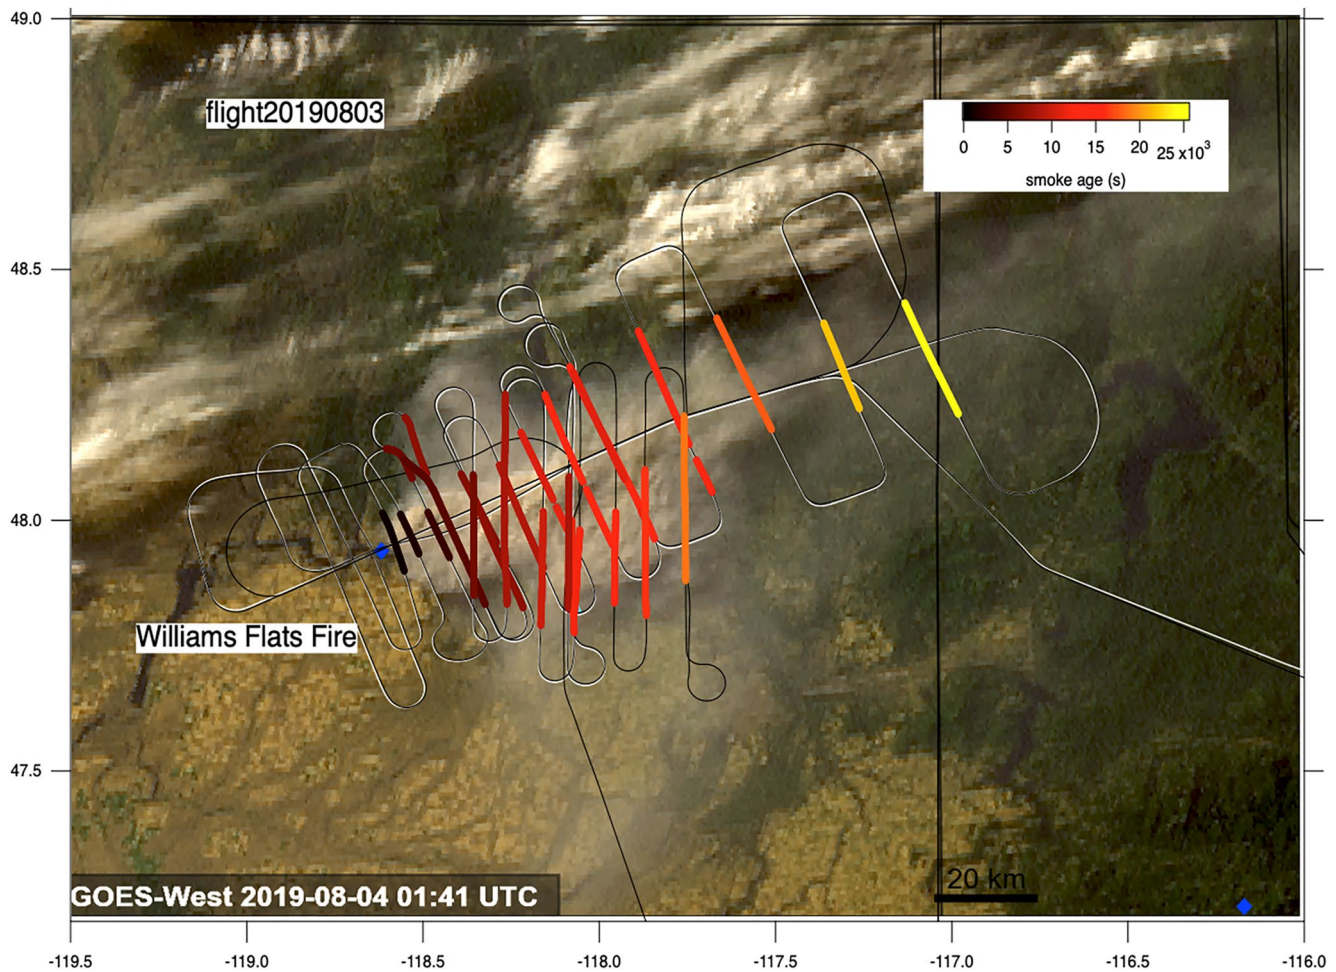 49.0
flight20190803
0 5 10 15 20 25 x10³
smoke age (s)
48.5
48.0
Williams Flats Fire
47.5
20 km
GOES-West 2019-08-04 01:41 UTC
-119.5 -119.0 -118.5 -118.0 -117.5 -117.0 -116.5 -116.0